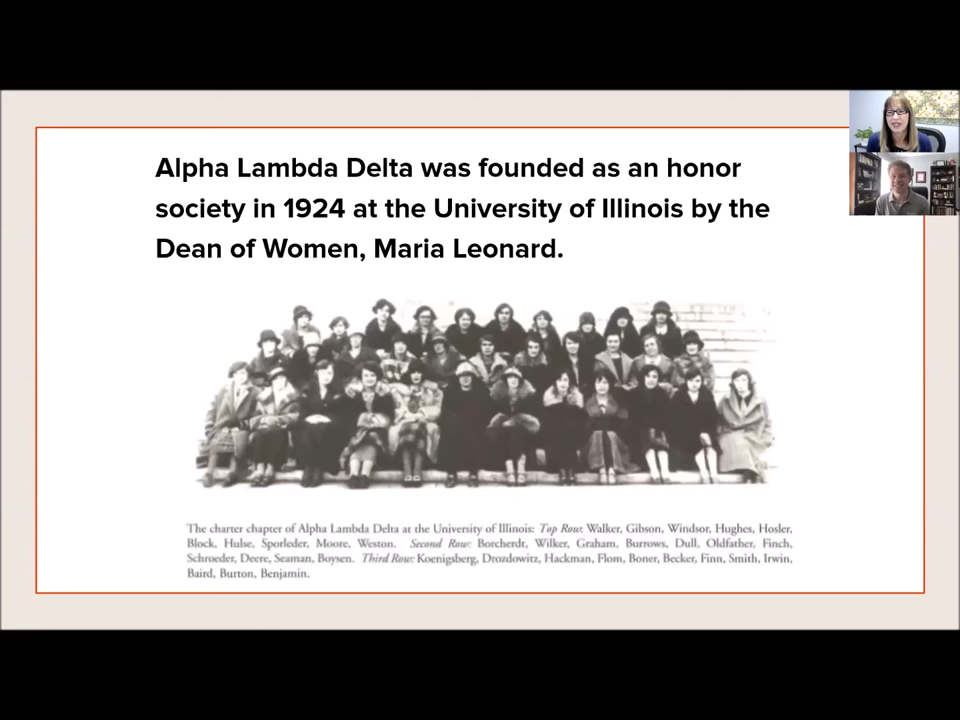 Alpha Lambda Delta was founded as an honor
society in 1924 at the University of Illinois by the
Dean of Women, Maria Leonard.
The charter chapter of Alpha Lambda Delta at the University of Illinois: Top Row: Walker, Gibson, Windsor, Hughes, Hosler,
Block, Hulse, Sporleder, Moore, Weston. Second Row: Borcherdt, Wilker, Graham, Burrows, Dull, Oldfather, Finch,
Schroeder, Deere, Seaman, Boysen. Third Row: Koenigsberg, Drozdowitz, Hackman, Flom, Boner, Becker, Finn, Smith, Irwin,
Baird, Burton, Benjamin.